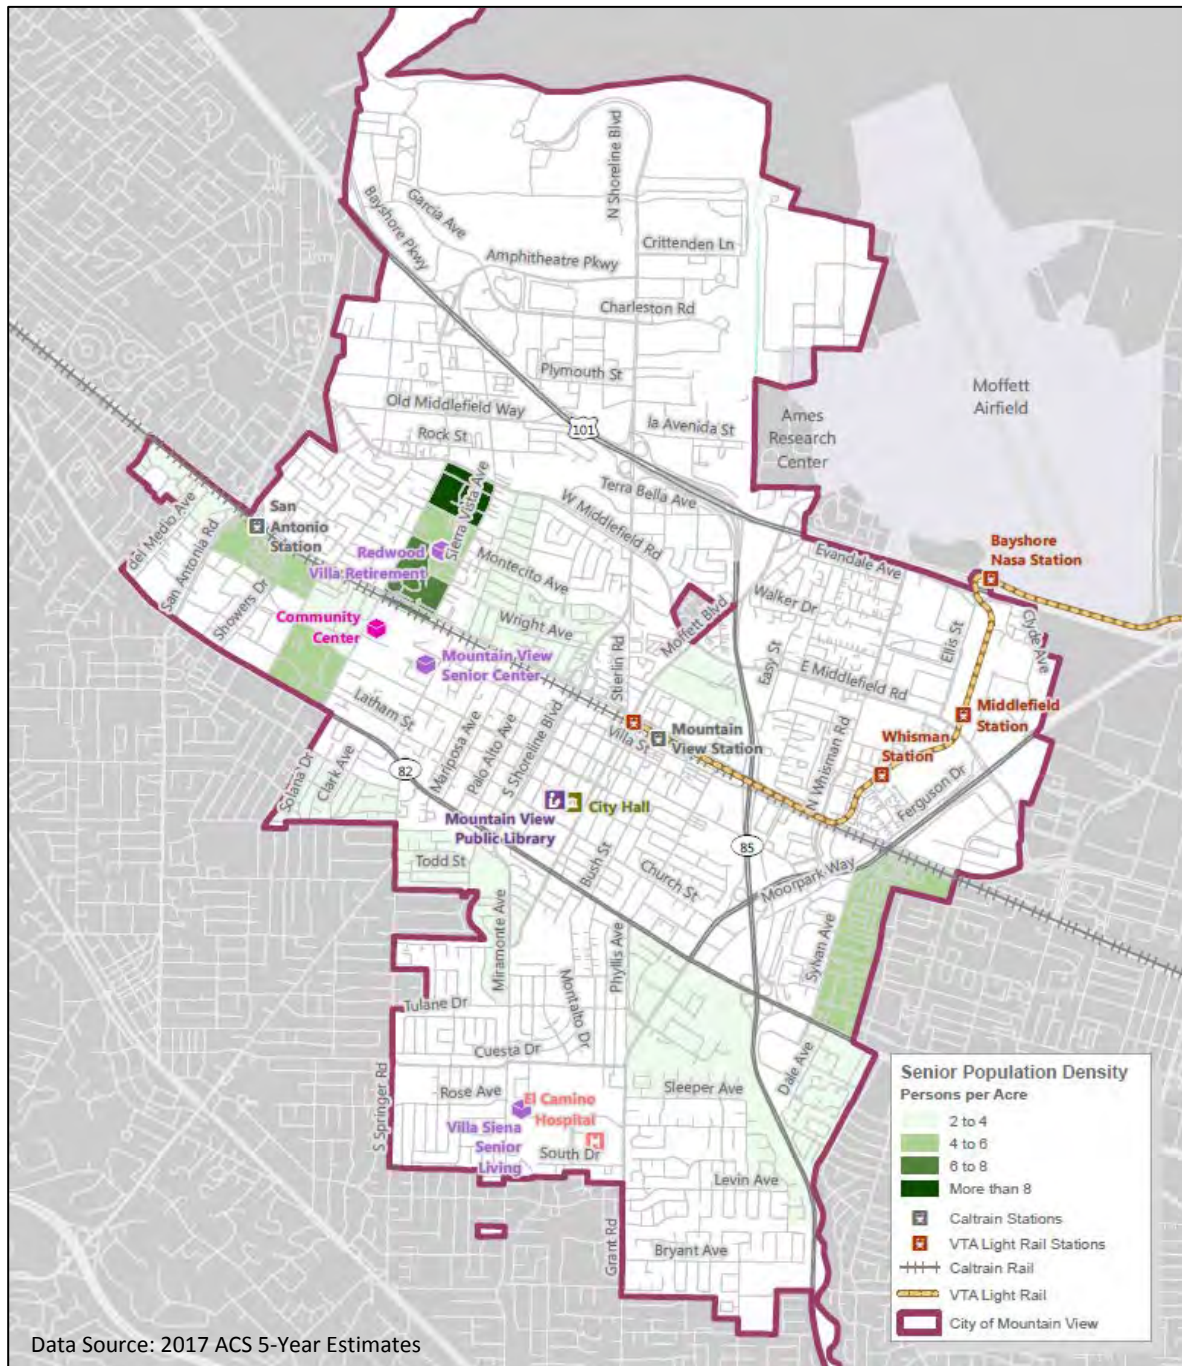 N Shoreline Blvd
Garcia Ave
Bayshore Pkwy
Crittenden Ln
Amphitheatre Pkwy
Charleston Rd
Plymouth St
Moffett
Airfield
Old Middlefield Way
101
la Avenida St
Ames
Research
Center
Rock St
Terra Bella Ave
W Middlefield Rd
Sierra Vista Ave
San
Antonio
Station
del Medio Ave
San Antonia Rd
Redwood
Villa Retirement
Montecito Ave
Evandale Ave
Bayshore
Nasa Station
Showers Dr
Community
Center
Wright Ave
Moffett Blvd
Walker Dr
Clyde Ave
Ellis St
Easy St
E Middlefield Rd
Mountain View
Senior Center
Stierlin Rd
Latham St
Mariposa Ave
Palo Alto Ave
S Shoreline Blvd
Villa St
Mountain
View Station
Middlefield
Station
Whisman
Station
N Whisman Rd
Ferguson Dr
Solana Dr
Clark Ave
82
City Hall
Mountain View
Public Library
85
Todd St
Bush St
Church St
Moorpark Way
Miramonte Ave
Phyllis Ave
Sylvan Ave
Tulane Dr
Montalto Dr
Cuesta Dr
Dale Ave
S Springer Rd
Rose Ave
Sleeper Ave
El Camino
Hospital
Villa Siena
Senior
Living
South Dr
Levin Ave
Grant Rd
Bryant Ave
Senior Population Density
Persons per Acre
2 to 4
4 to 6
6 to 8
More than 8
Caltrain Stations
VTA Light Rail Stations
Caltrain Rail
VTA Light Rail
City of Mountain View
Data Source: 2017 ACS 5-Year Estimates